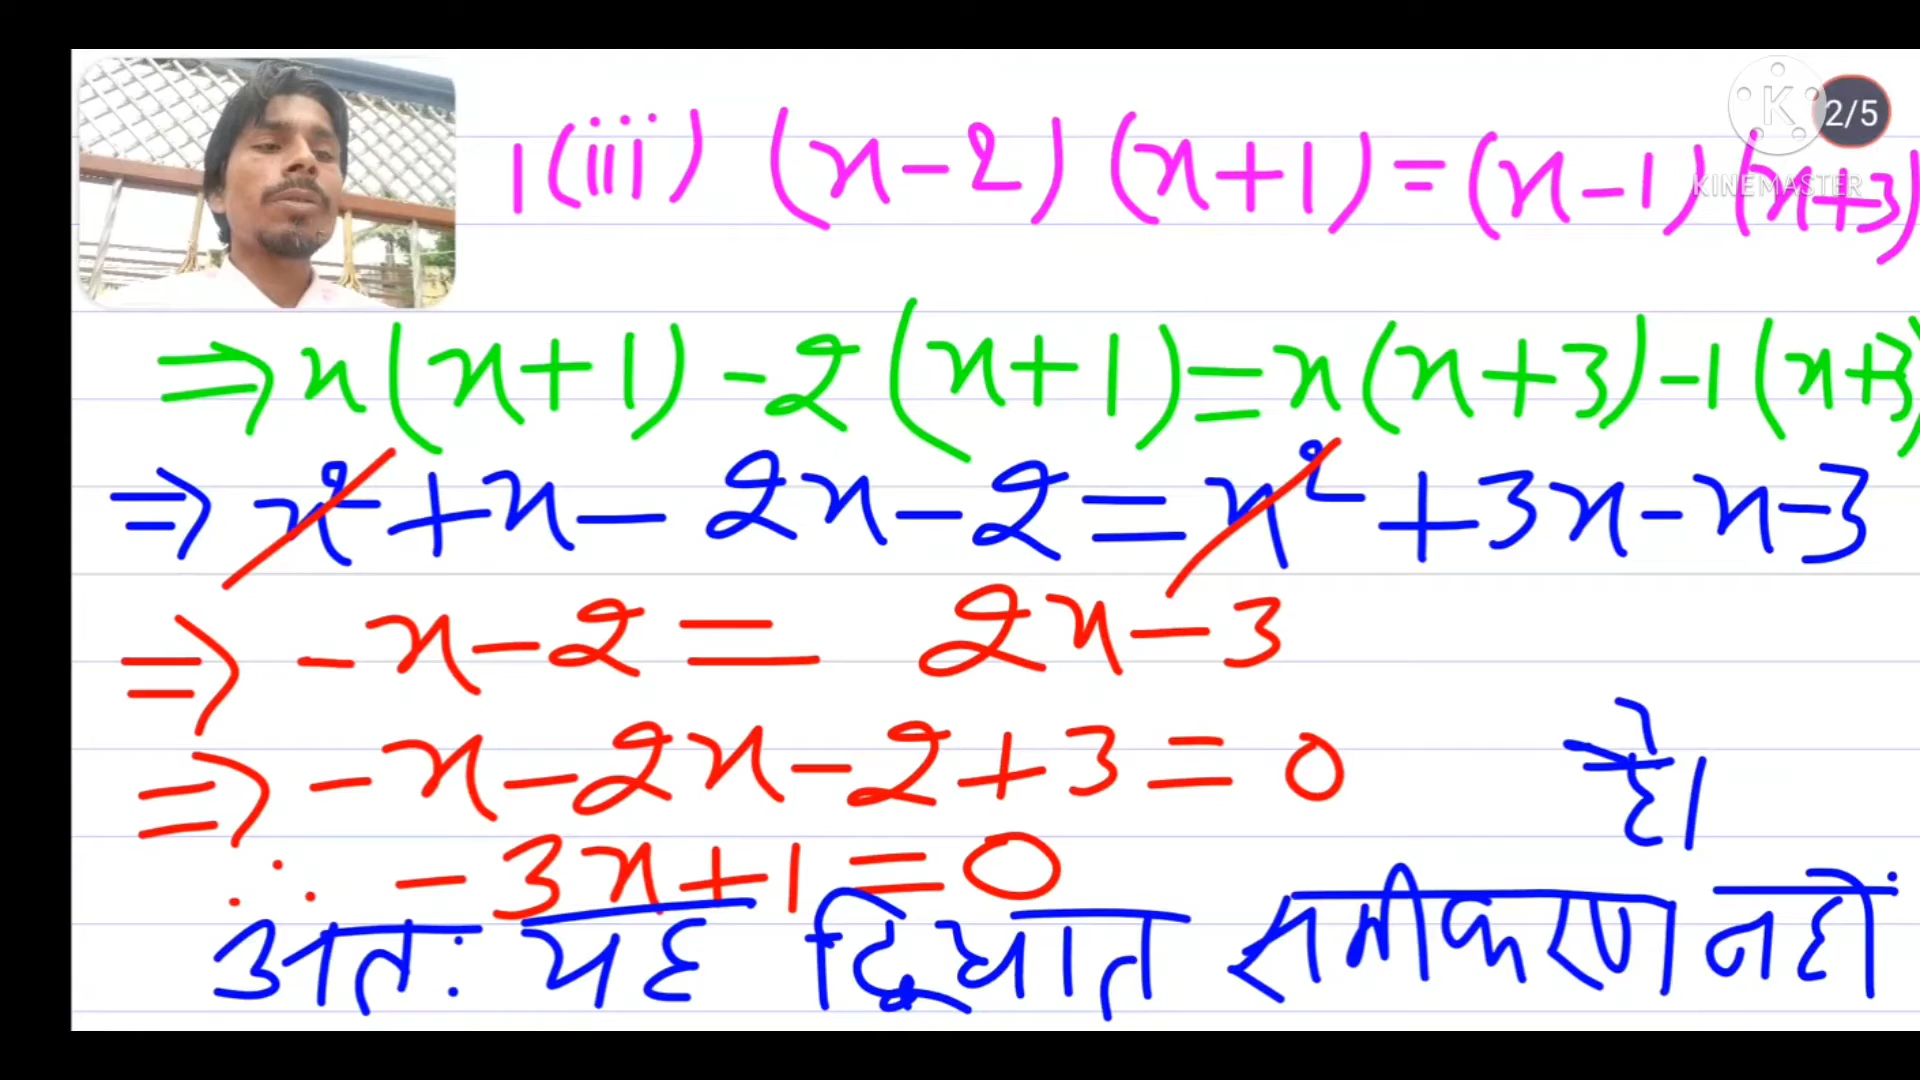 1(iii) (x-2)(x+1)=(x-1)(x+3)
2/5
KINEMASTER
⇒x(x+1)-2(x+1)=x(x+3)-1(x+3)
⇒x²+x-2x-2=x²+3x-x-3
⇒-x-2=2x-3
⇒-x-2x-2+3=0
∴-3x+1=0
अत: यह द्विघात समीकरण नहीं
है।